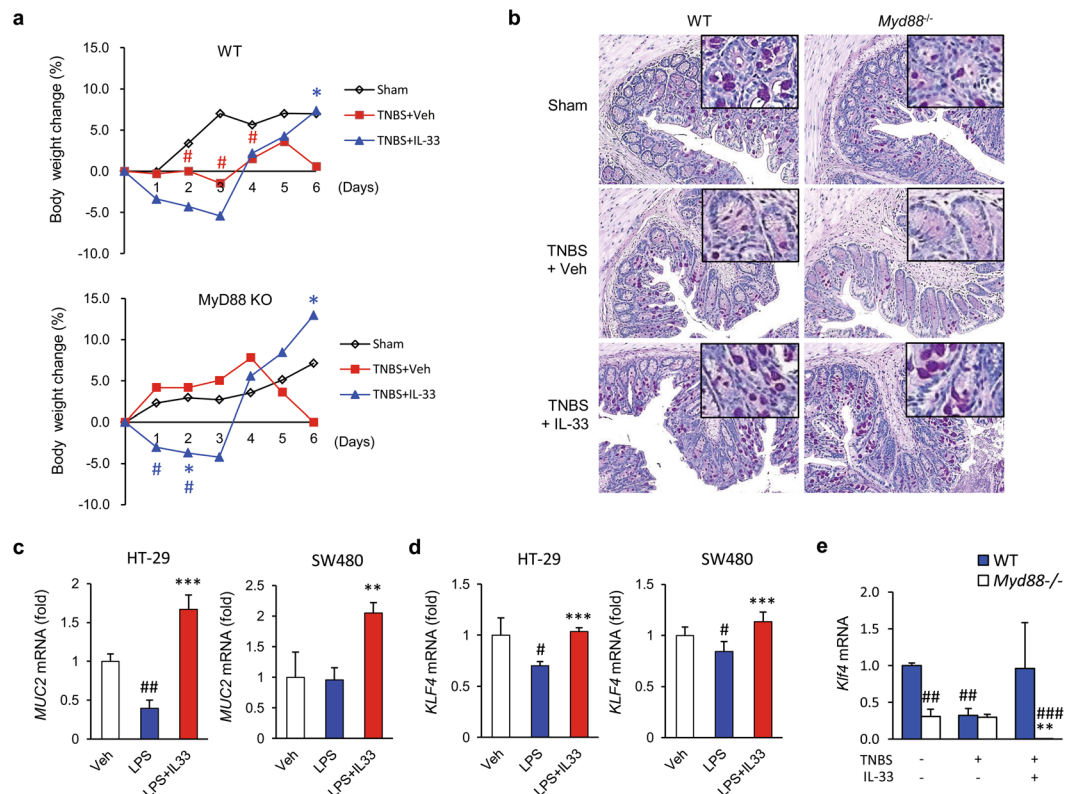 a
WT
Body weight change (%)
15.0
10.0
5.0
0.0
-5.0
-10.0
1 2 3 4 5 6 (Days)
Sham
TNBS+Veh
TNBS+IL-33
# # # *
MyD88 KO
Body weight change (%)
15.0
10.0
5.0
0.0
-5.0
-10.0
1 2 3 4 5 6 (Days)
Sham
TNBS+Veh
TNBS+IL-33
# * # *
b
WT Myd88-/-
Sham
TNBS
+ Veh
TNBS
+ IL-33
c
HT-29
MUC2 mRNA (fold)
2
1.5
1
0.5
0
##
***
Veh LPS LPS+IL33
SW480
MUC2 mRNA (fold)
2.5
2
1.5
1
0.5
0
**
Veh LPS LPS+IL33
d
HT-29
KLF4 mRNA (fold)
1.5
1
0.5
0
#
***
Veh LPS LPS+IL33
SW480
KLF4 mRNA (fold)
1.5
1
0.5
0
#
***
Veh LPS LPS+IL33
e
WT
Myd88-/-
Klf4 mRNA
2.0
1.5
1.0
0.5
0.0
##
##
###
**
TNBS - + +
IL-33 - - +